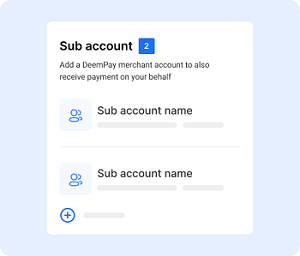 Sub account 2
Add a DeemPay merchant account to also
receive payment on your behalf
Sub account name
Sub account name